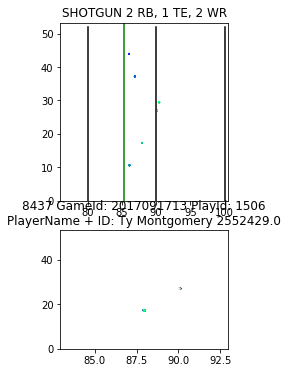 SHOTGUN 2 RB, 1 TE, 2 WR
50
40
30
20
10
0
80 85 90 95 100
8437 GameId: 2017091713 PlayId: 1506
PlayerName + ID: Ty Montgomery 2552429.0
40
20
0
85.0 87.5 90.0 92.5